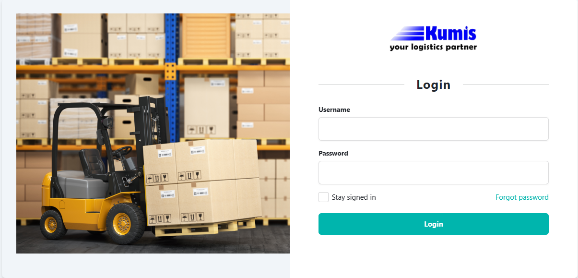 Kumis
your logistics partner
Login
Username
Password
Stay signed in
Forgot password
Login